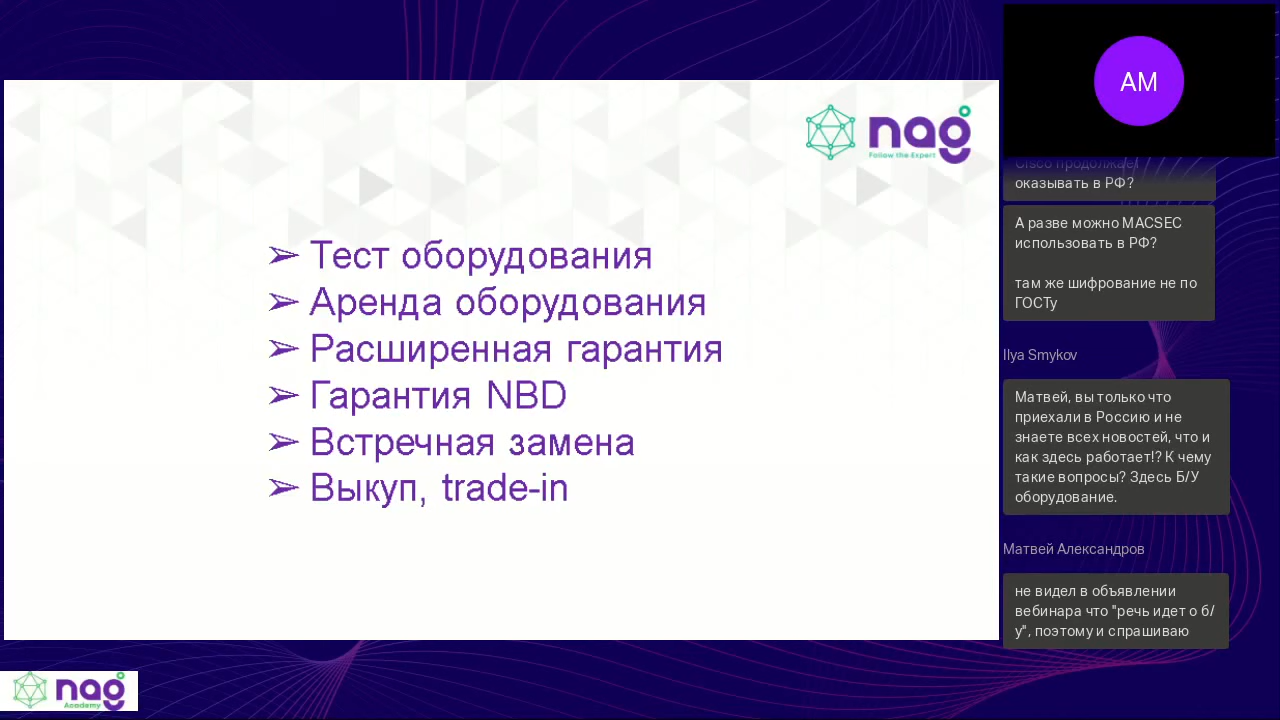 nag
Follow the Expert
➢ Тест оборудования
➢ Аренда оборудования
➢ Расширенная гарантия
➢ Гарантия NBD
➢ Встречная замена
➢ Выкуп, trade-in
nag
Academy
AM
Cisco продолжает
оказывать в РФ?
А разве можно MACSEC
использовать в РФ?
там же шифрование не по
ГОСТу
Ilya Smykov
Матвей, вы только что
приехали в Россию и не
знаете всех новостей, что и
как здесь работает!? К чему
такие вопросы? Здесь Б/У
оборудование.
Матвей Александров
не видел в объявлении
вебинара что "речь идет о б/
у", поэтому и спрашиваю